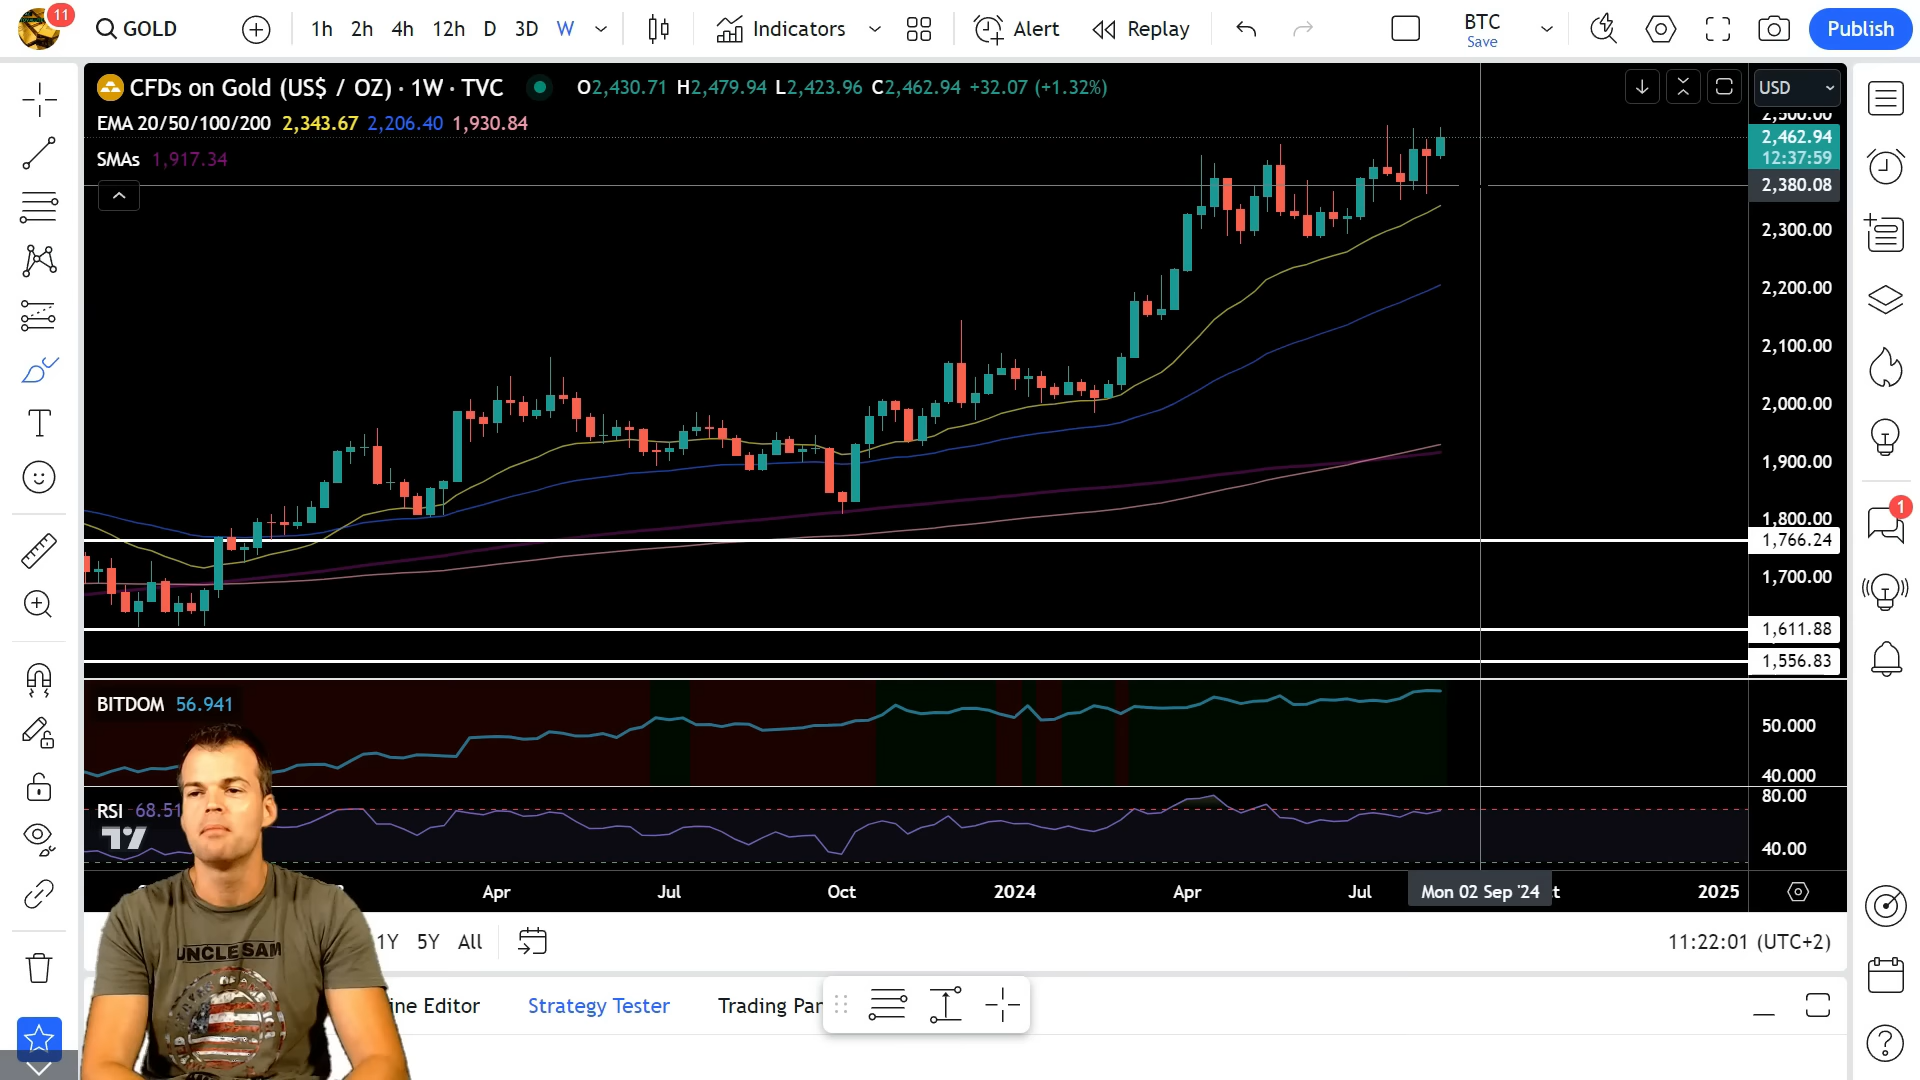 11
GOLD
1h 2h 4h 12h D 3D W
Indicators
Alert
Replay
BTC
Save
Publish
CFDs on Gold (US$ / OZ) · 1W · TVC
O2,430.71 H2,479.94 L2,423.96 C2,462.94 +32.07 (+1.32%)
USD
EMA 20/50/100/200 2,343.67 2,206.40 1,930.84
SMAs 1,917.34
2,500.00
2,462.94
12:37:59
2,380.08
2,300.00
2,200.00
2,100.00
2,000.00
1,900.00
1,800.00
1,766.24
1,700.00
1,611.88
1,556.83
1
BITDOM 56.941
50.000
40.000
RSI 68.51
80.00
40.00
Apr Jul Oct 2024 Apr Jul Mon 02 Sep '24 t 2025
1Y 5Y All
11:22:01 (UTC+2)
ine Editor Strategy Tester Trading Par
UNCLE SAM